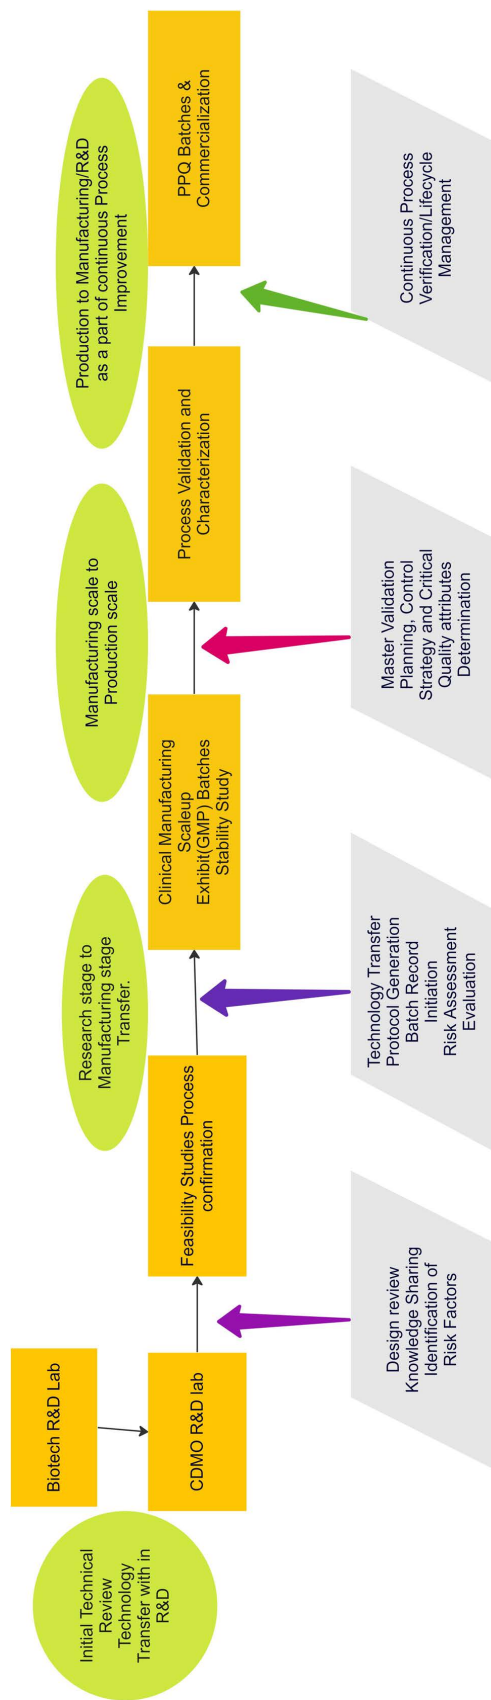 Initial Technical
Review
Technology
Transfer with in
R&D
Biotech R&D Lab
CDMO R&D lab
Design review
Knowledge Sharing
Identification of
Risk Factors
Feasibility Studies Process
confirmation
Research stage to
Manufacturing stage
Transfer.
Technology Transfer
Protocol Generation
Batch Record
Initiation
Risk Assessment
Evaluation
Clinical Manufacturing
Scaleup
Exhibit(GMP) Batches
Stability Study
Manufacturing scale to
Production scale
Master Validation
Planning, Control
Strategy and Critical
Quality attributes
Determination
Process Validation and
Characterization
Production to Manufacturing/R&D
as a part of continuous Process
Improvement
Continuous Process
Verification/Lifecycle
Management
PPQ Batches &
Commercialization